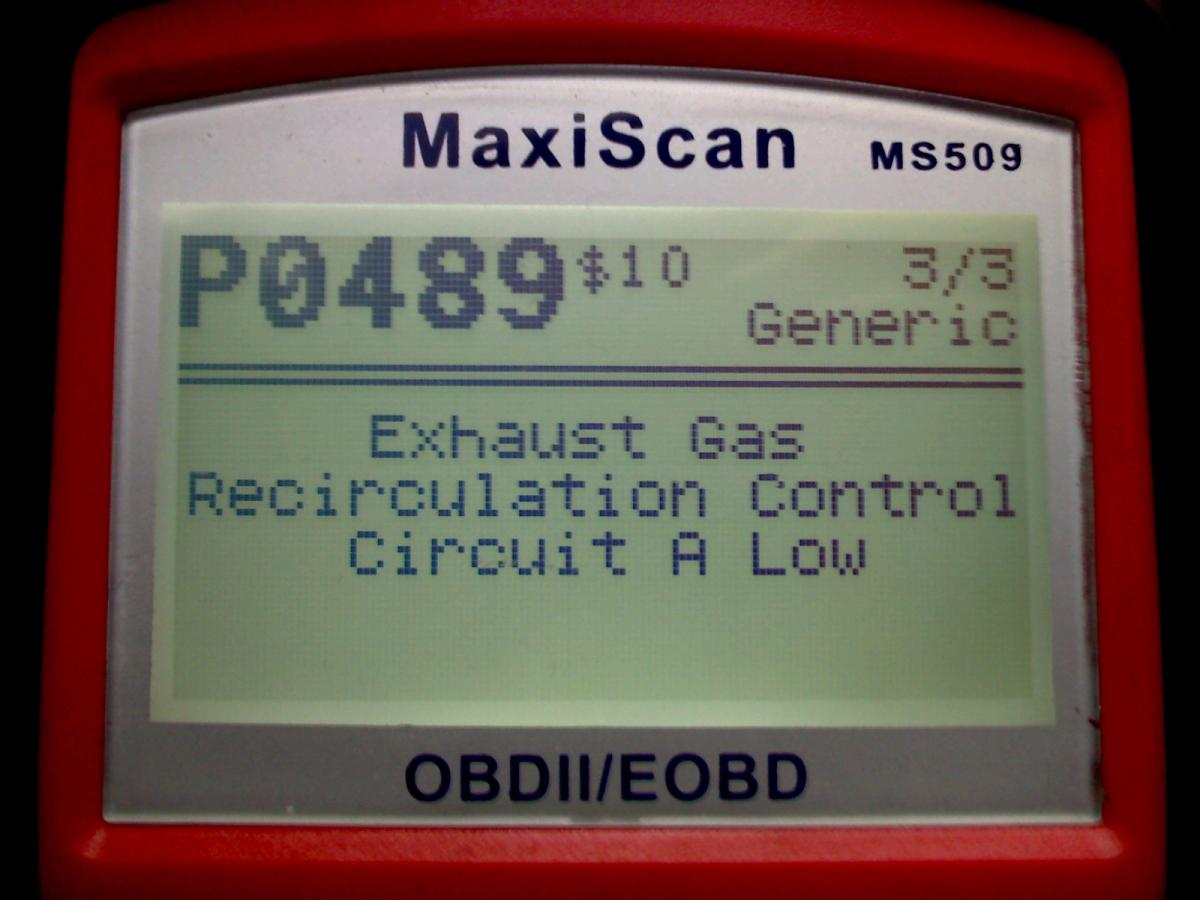 MaxiScan MS509
P0489 $10 3/3
Generic
Exhaust Gas
Recirculation Control
Circuit A Low
OBDII/EOBD